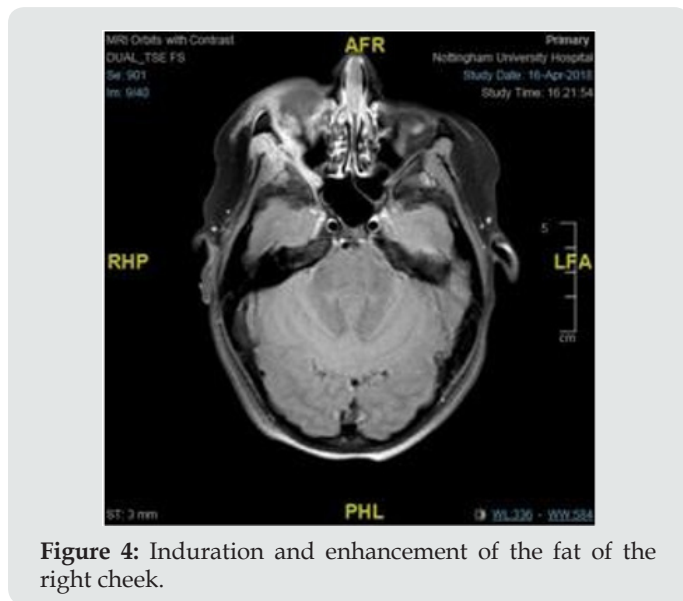 MRI Orbits with Contrast
DUAL_TSE FS
Se: 901
Im: 9/40
AFR
Primary
Nottingham University Hospital
Study Date: 16-Apr-2018
Study Time: 16:21:54
RHP
5
LFA
cm
ST: 3 mm
PHL
WL:336 - WW:584
Figure 4: Induration and enhancement of the fat of the
right cheek.